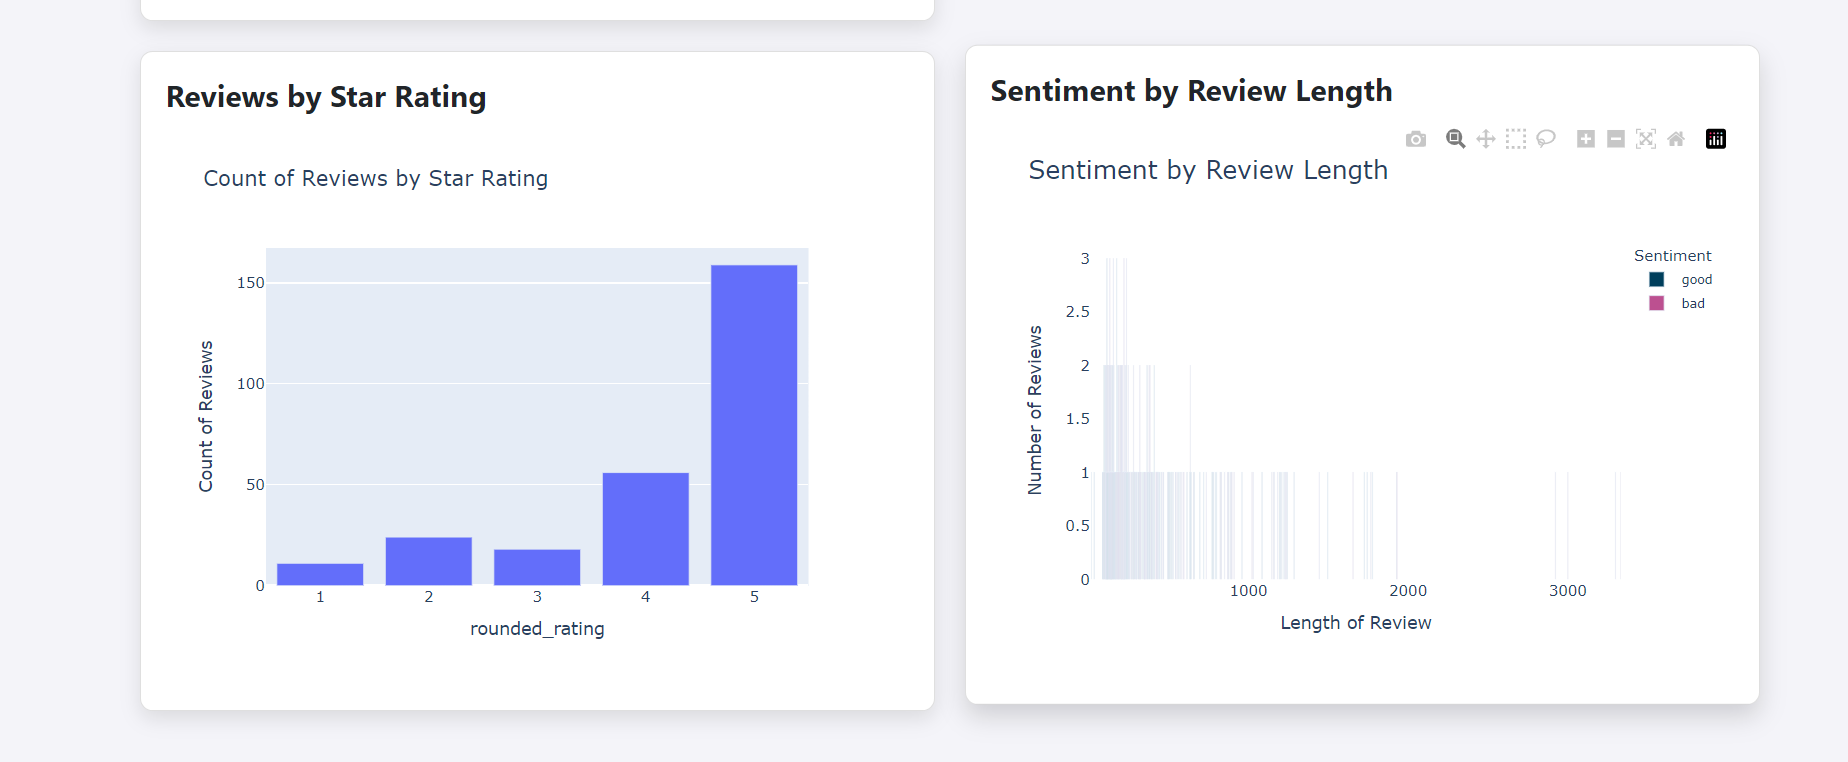 Reviews by Star Rating
Count of Reviews by Star Rating
Count of Reviews
150
100
50
0
1 2 3 4 5
rounded_rating
Sentiment by Review Length
Sentiment by Review Length
Number of Reviews
3
2.5
2
1.5
1
0.5
0
1000 2000 3000
Length of Review
Sentiment
good
bad